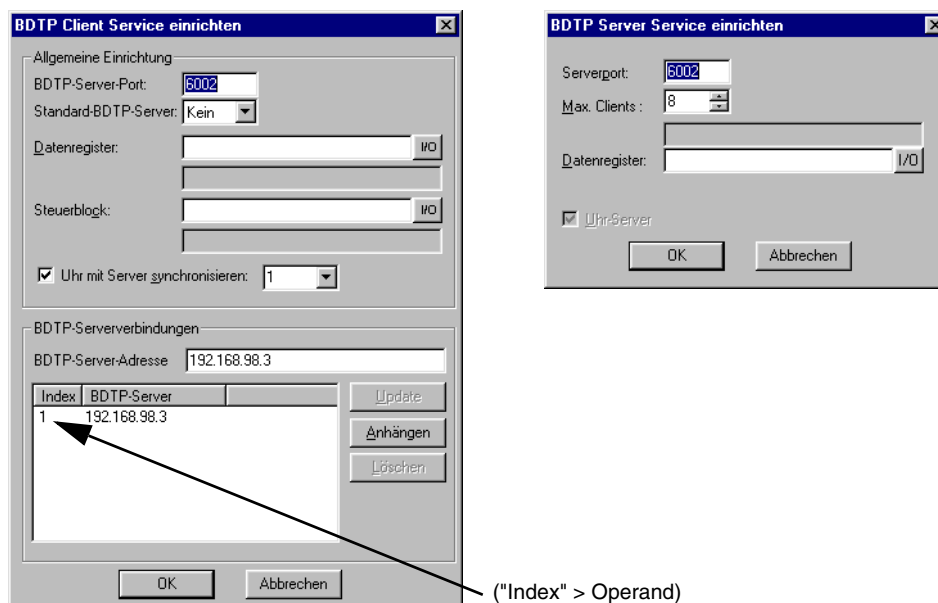 BDTP Client Service einrichten
Allgemeine Einrichtung
BDTP-Server-Port: 6002
Standard-BDTP-Server: Kein
Datenregister: I/O
Steuerblock: I/O
Uhr mit Server synchronisieren: 1
BDTP-Serververbindungen
BDTP-Server-Adresse 192.168.98.3
Index BDTP-Server
1 192.168.98.3
Update
Anhängen
Löschen
OK Abbrechen
BDTP Server Service einrichten
Serverport: 6002
Max. Clients : 8
Datenregister: I/O
Uhr-Server
OK Abbrechen
("Index" > Operand)